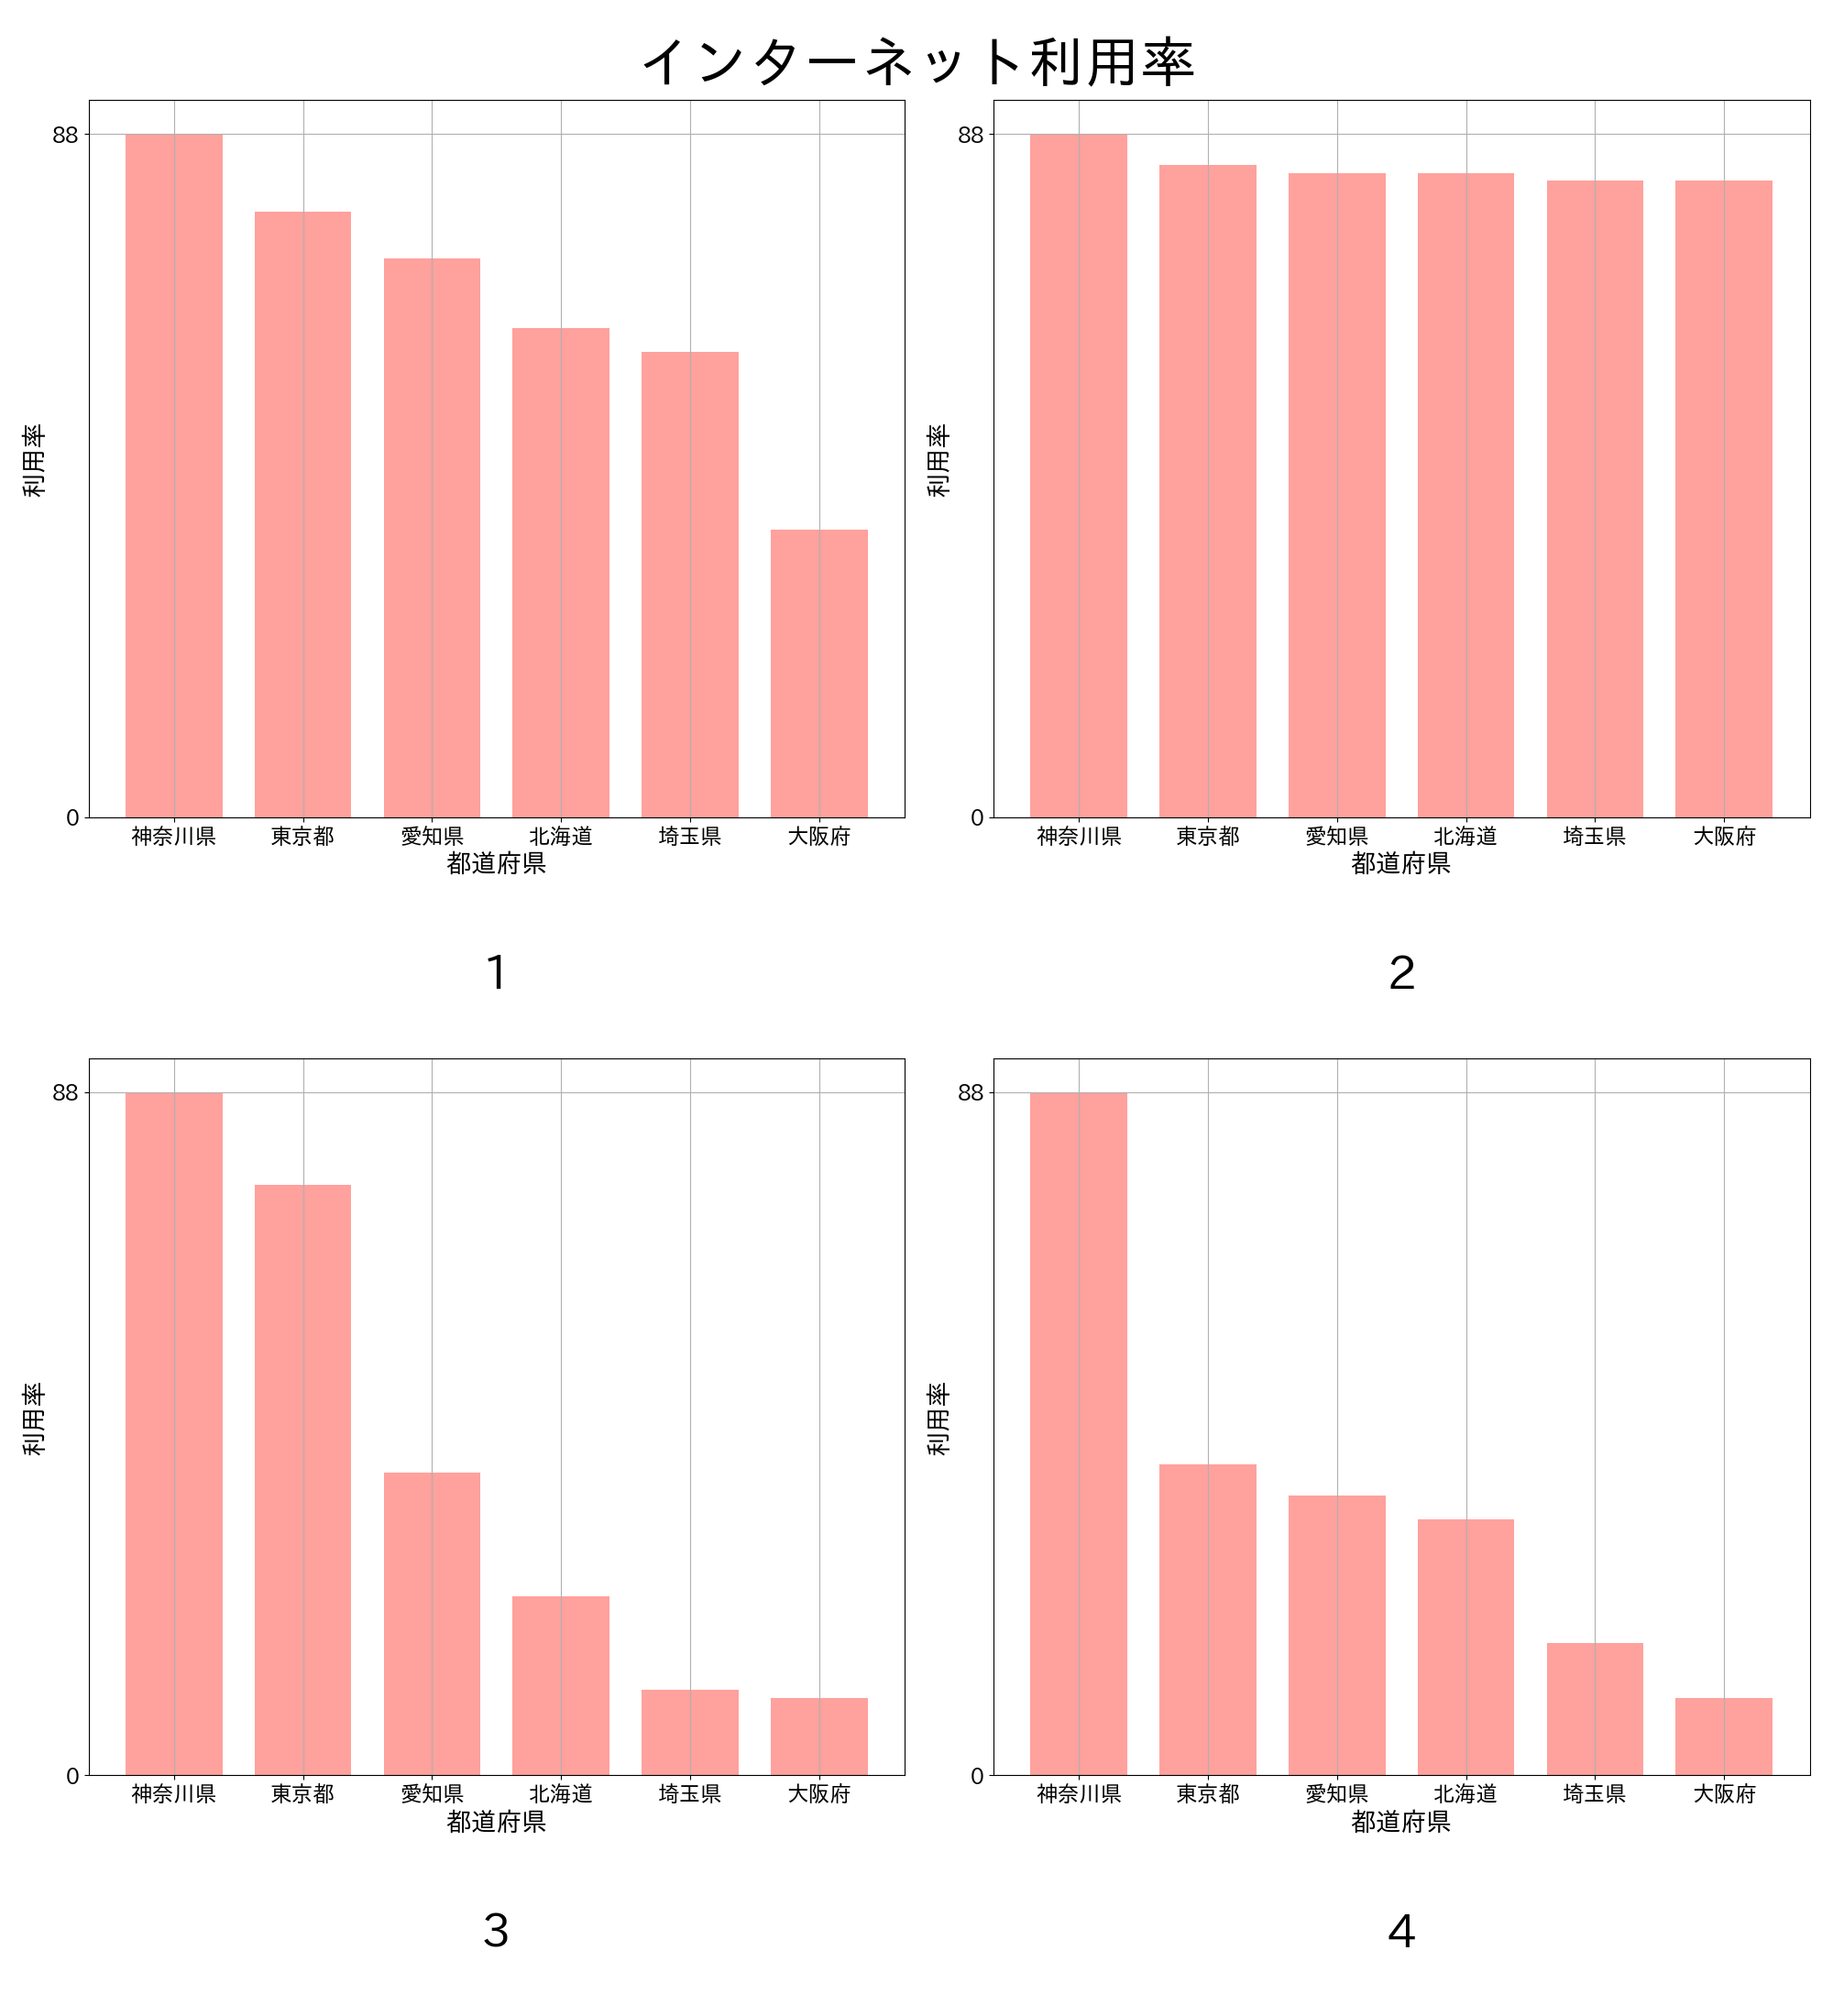 インターネット利用率
88
0
利用率
神奈川県 東京都 愛知県 北海道 埼玉県 大阪府
都道府県
1
88
0
利用率
神奈川県 東京都 愛知県 北海道 埼玉県 大阪府
都道府県
2
88
0
利用率
神奈川県 東京都 愛知県 北海道 埼玉県 大阪府
都道府県
3
88
0
利用率
神奈川県 東京都 愛知県 北海道 埼玉県 大阪府
都道府県
4